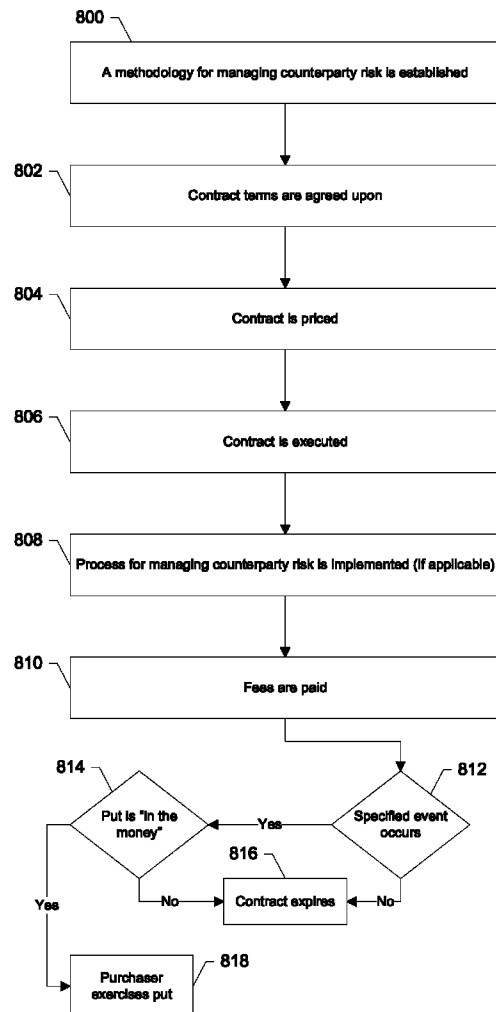 800
A methodology for managing counterparty risk is established
802
Contract terms are agreed upon
804
Contract is priced
806
Contract is executed
808
Process for managing counterparty risk is implemented (if applicable)
810
Fees are paid
812
Specified event
occurs
814
Put is "in the
money"
Yes
816
Contract expires
No
No
Yes
818
Purchaser
exercises put